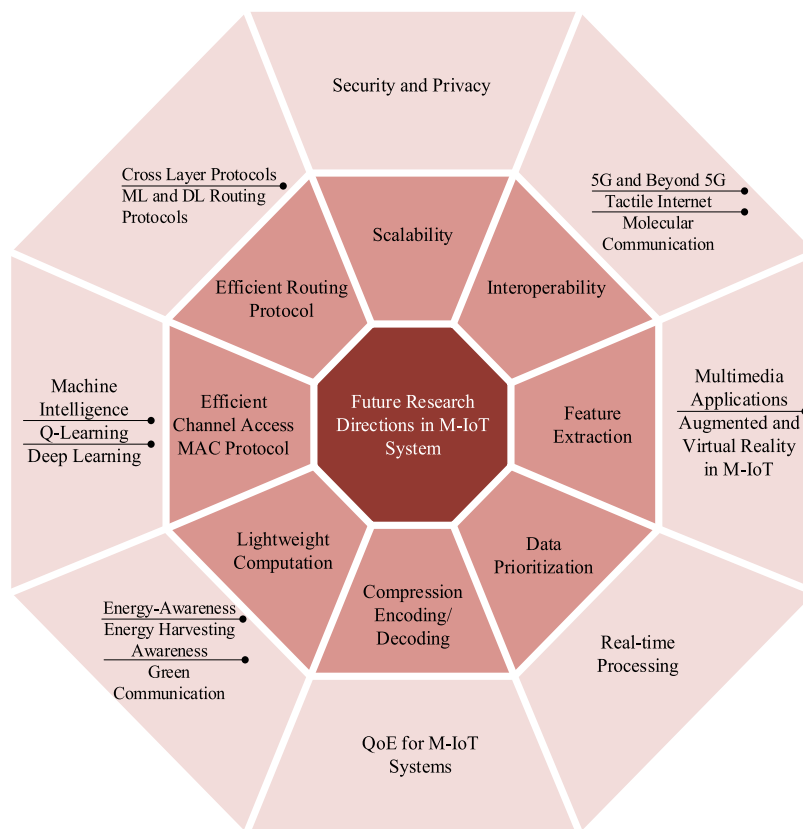 Security and Privacy
Cross Layer Protocols
ML and DL Routing
Protocols
5G and Beyond 5G
Tactile Internet
Molecular
Communication
Scalability
Efficient Routing
Protocol
Interoperability
Machine
Intelligence
Q-Learning
Deep Learning
Efficient
Channel Access
MAC Protocol
Future Research
Directions in M-IoT
System
Feature
Extraction
Multimedia
Applications
Augmented and
Virtual Reality
in M-IoT
Lightweight
Computation
Compression
Encoding/
Decoding
Data
Prioritization
Energy-Awareness
Energy Harvesting
Awareness
Green
Communication
Real-time
Processing
QoE for M-IoT
Systems